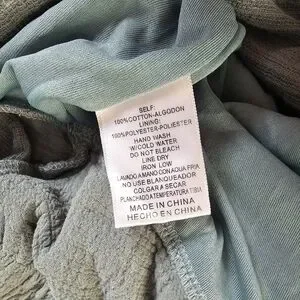 SELF:
100%COTTON-ALGODON
LINING:
100%POLYESTER-POLIESTER
HAND WASH
W/COLD WATER
DO NOT BLEACH
LINE DRY
IRON LOW
LAVADO A MANO CON AQUA FRIA
NO USE BLANQUEADOR
COLGAR A SECAR
PLANCHADO A TEMPERATURA TIBIA
MADE IN CHINA
HECHO EN CHINA